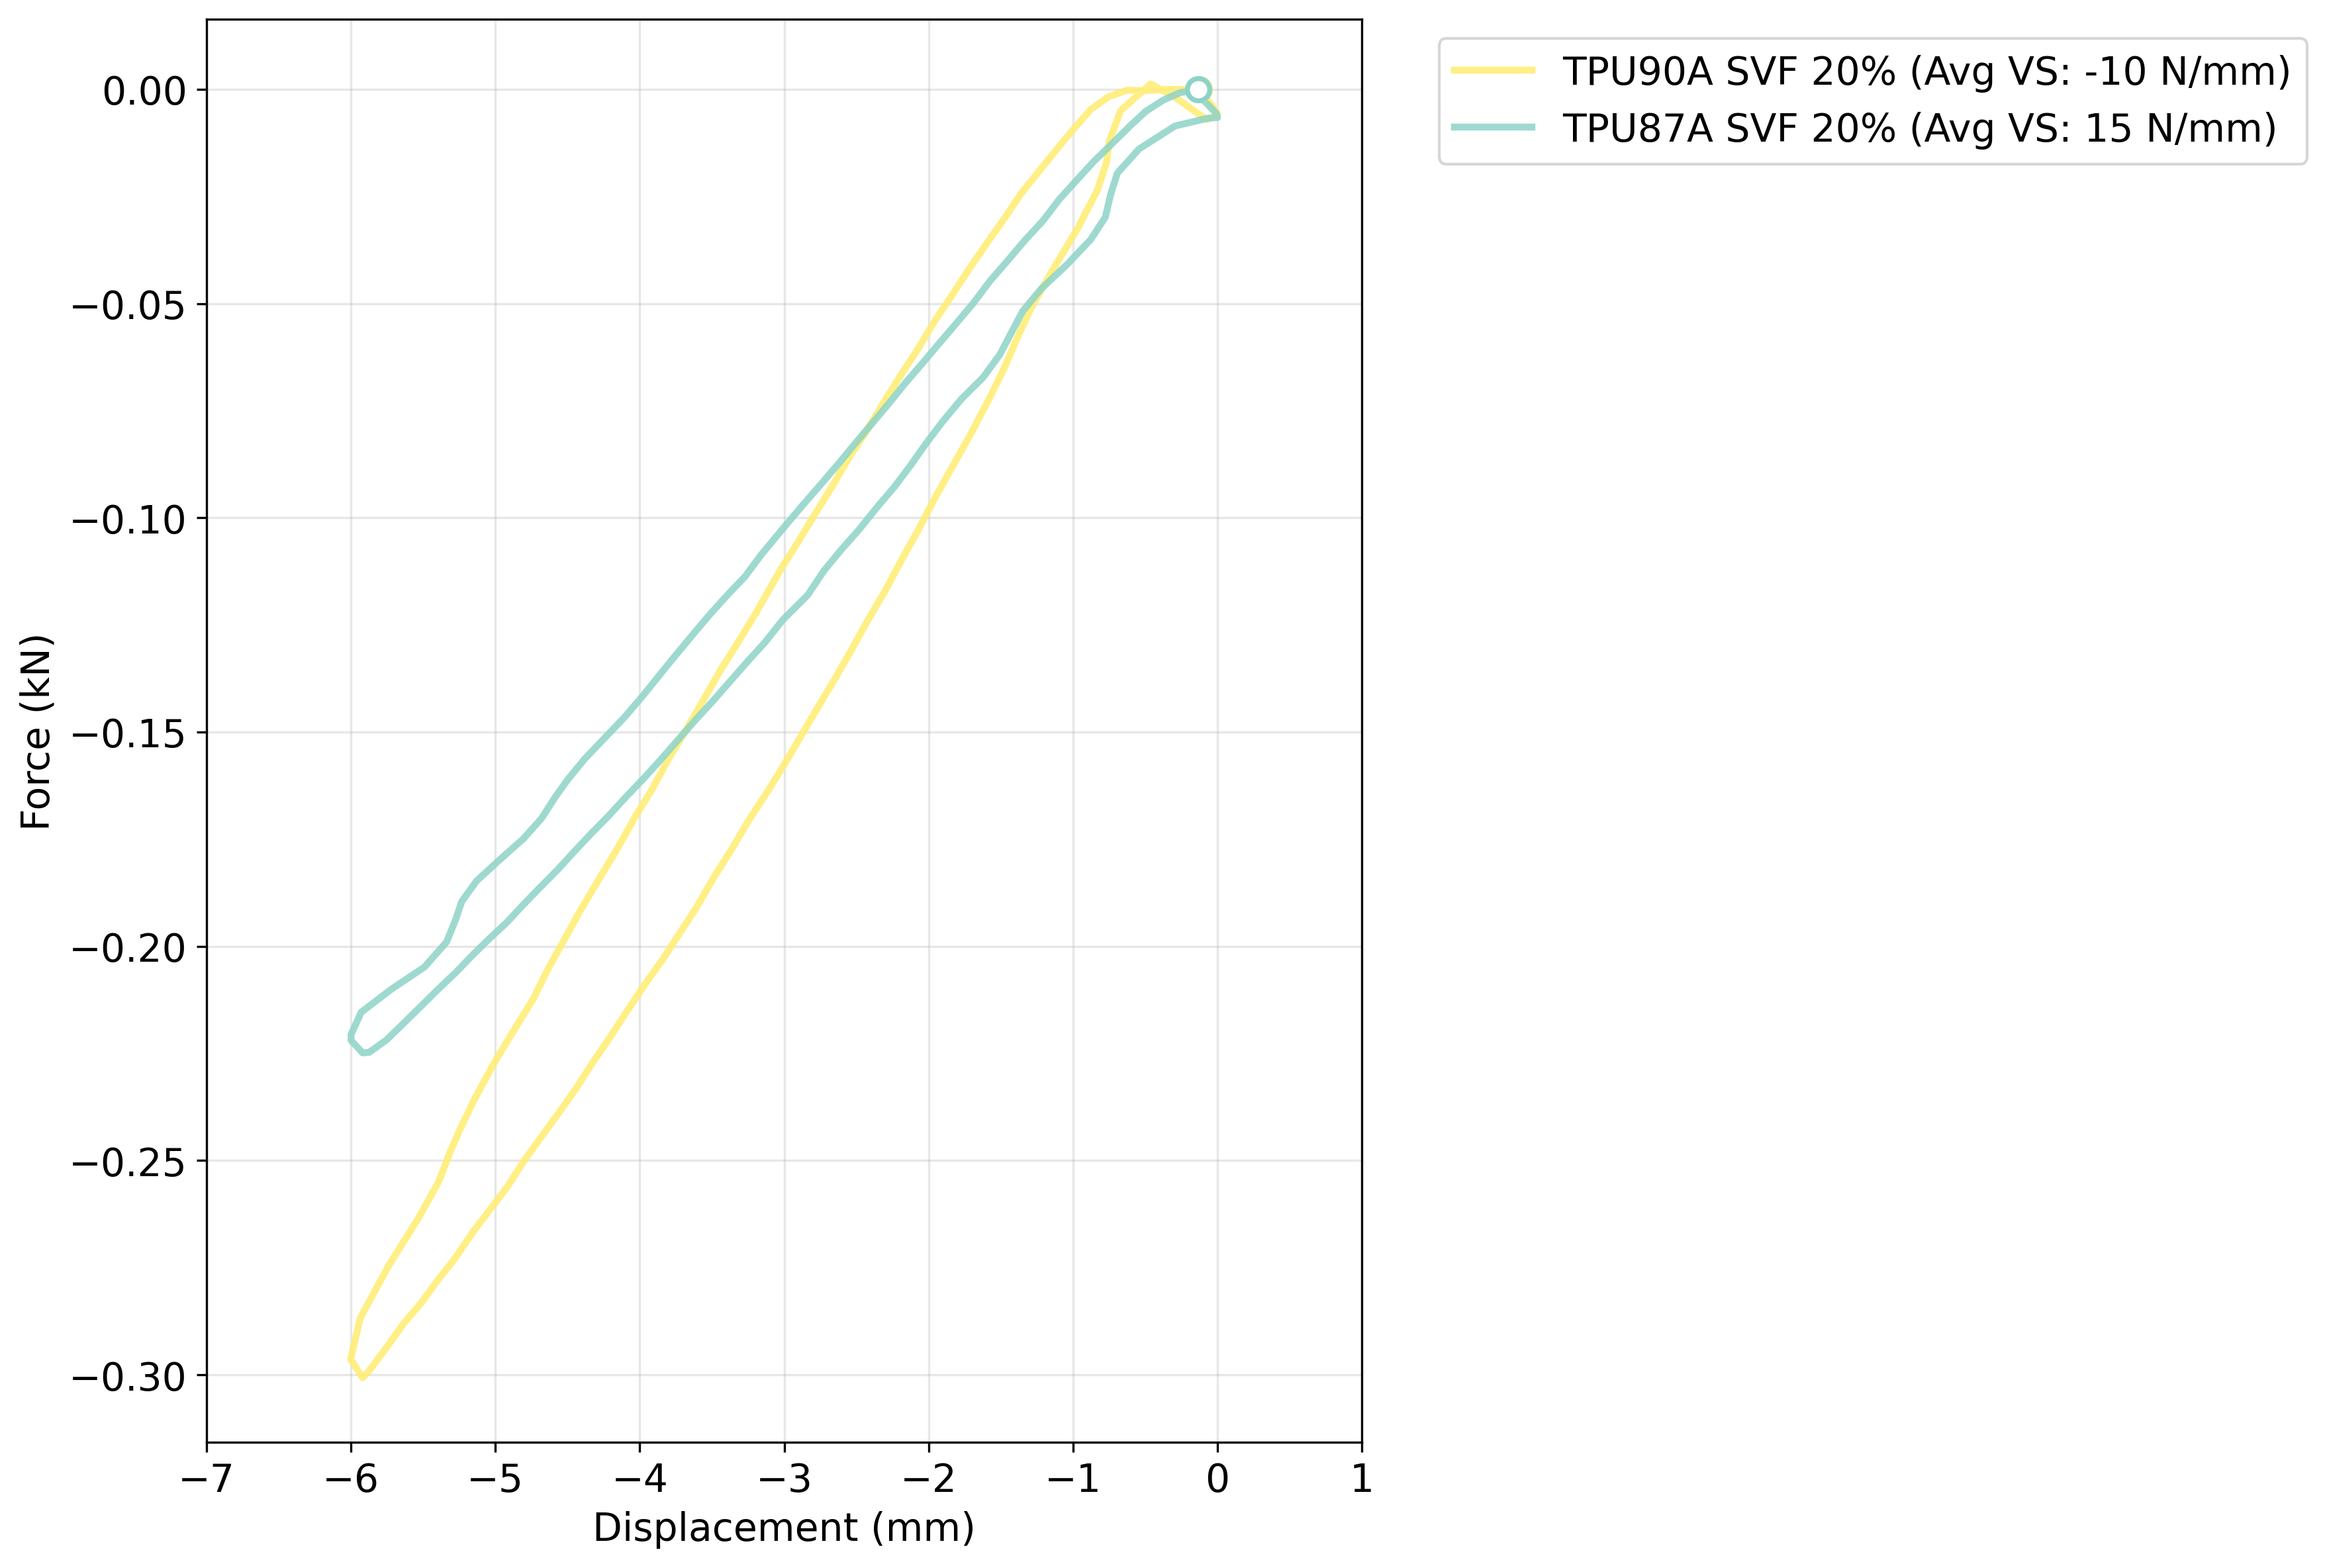 TPU90A SVF 20% (Avg VS: -10 N/mm)
TPU87A SVF 20% (Avg VS: 15 N/mm)
0.00
−0.05
−0.10
−0.15
−0.20
−0.25
−0.30
Force (kN)
−7 −6 −5 −4 −3 −2 −1 0 1
Displacement (mm)